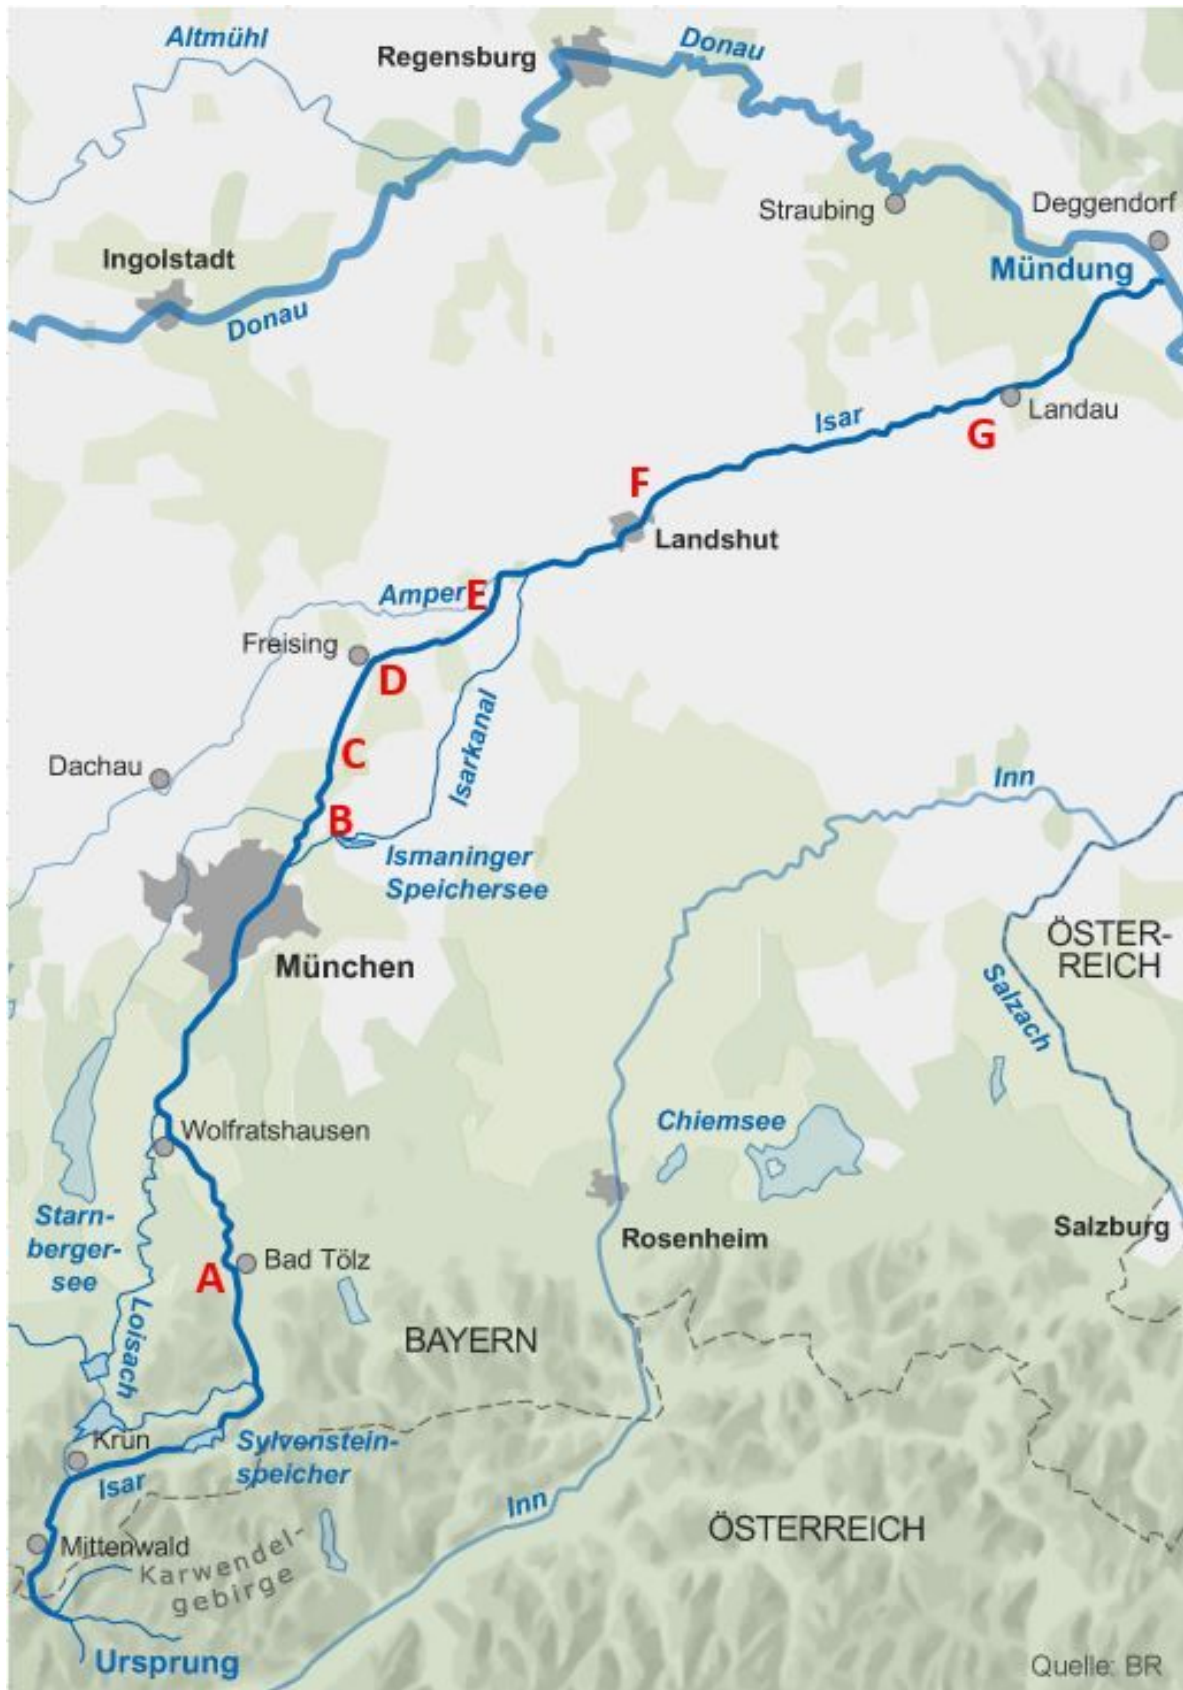 Altmühl
Regensburg
Donau
Straubing
Deggendorf
Mündung
Ingolstadt
Donau
Isar
Landau
G
F
Landshut
Amper
E
Freising
D
C
Isarkanal
Dachau
B
Ismaninger
Speichersee
Inn
München
ÖSTER-
REICH
Salzach
Wolfratshausen
Chiemsee
Starn-
berger-
see
Rosenheim
Salzburg
Bad Tölz
A
Loisach
BAYERN
Krün
Sylvenstein-
speicher
Isar
Inn
ÖSTERREICH
Mittenwald
Karwendel-
gebirge
Ursprung
Quelle: BR